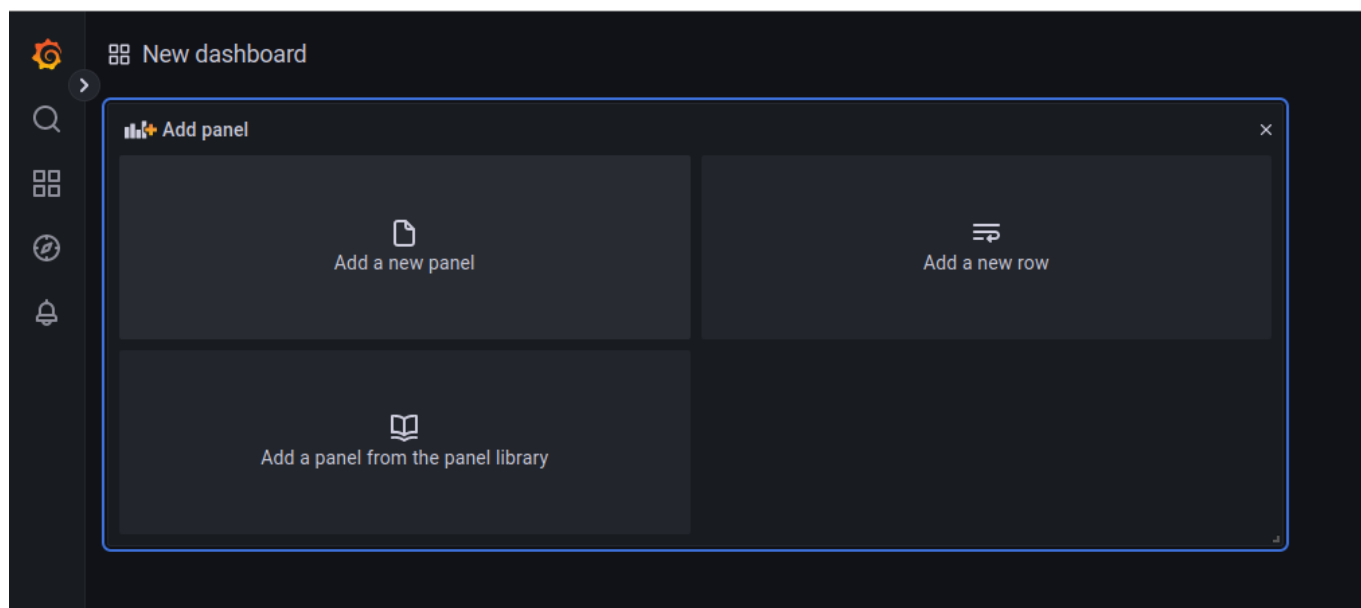 New dashboard
Add panel
Add a new panel
Add a new row
Add a panel from the panel library